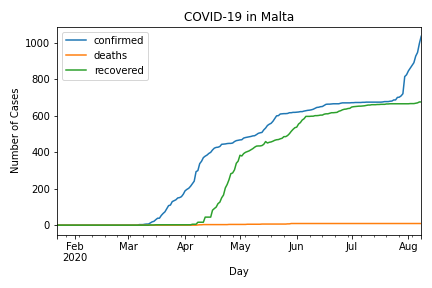 COVID-19 in Malta
confirmed
deaths
recovered
Number of Cases
1000
800
600
400
200
0
Feb
2020
Mar
Apr
May
Jun
Jul
Aug
Day